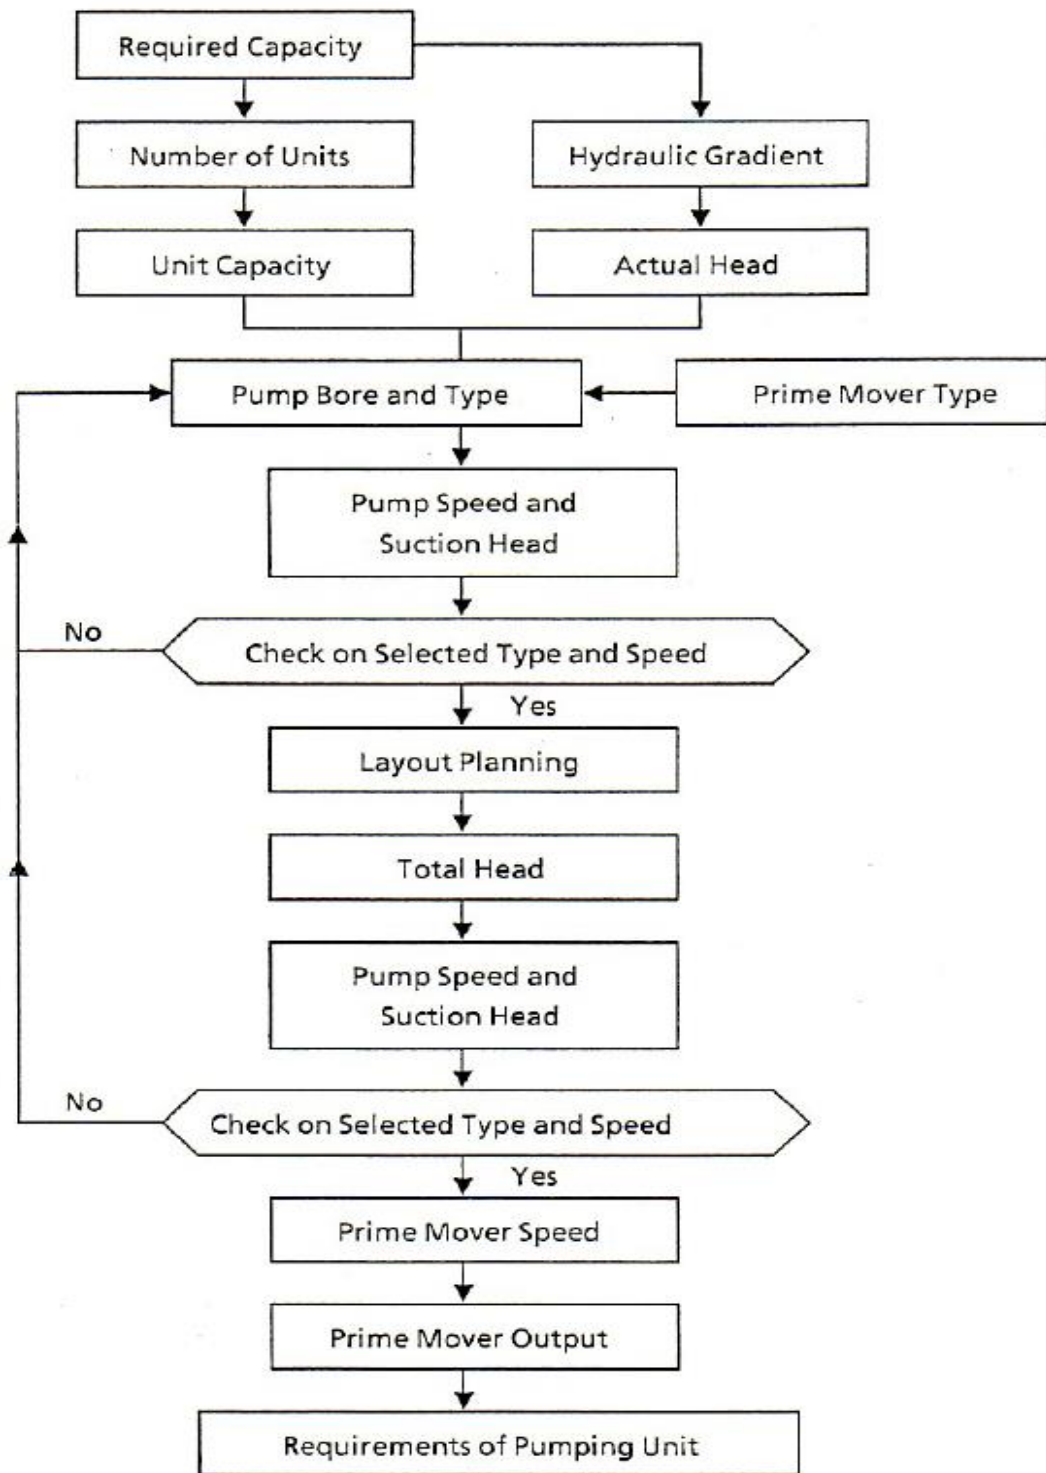 Required Capacity
Number of Units
Hydraulic Gradient
Unit Capacity
Actual Head
Pump Bore and Type
Prime Mover Type
Pump Speed and
Suction Head
No
Check on Selected Type and Speed
Yes
Layout Planning
Total Head
Pump Speed and
Suction Head
No
Check on Selected Type and Speed
Yes
Prime Mover Speed
Prime Mover Output
Requirements of Pumping Unit